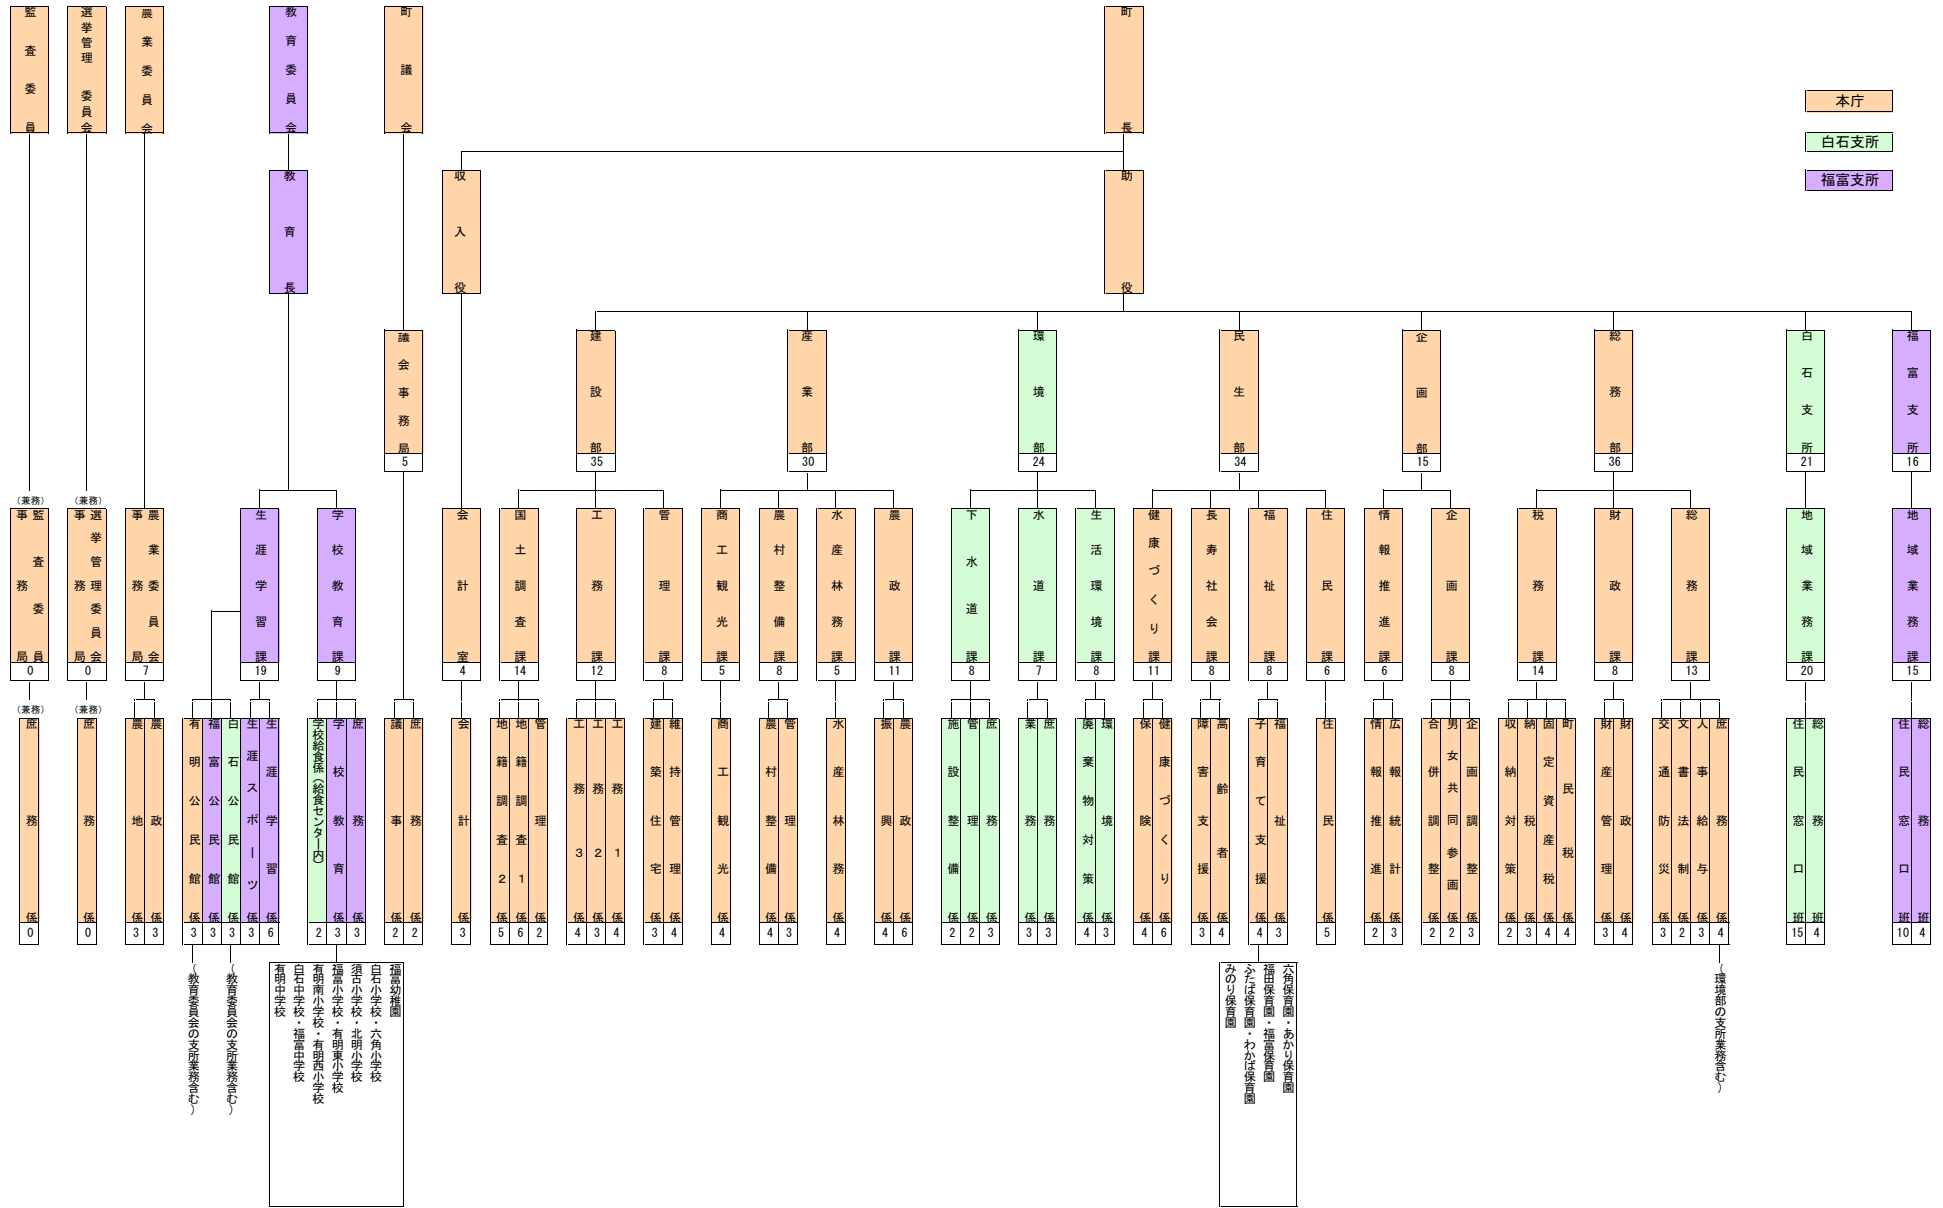 監査委員
選挙管理委員会
農業委員会
教育委員会
町議会
町長
本庁
白石支所
福富支所
教育長
収入役
助役
議会事務局
5
建設部
35
産業部
30
環境部
24
民生部
34
企画部
15
総務部
36
白石支所
21
福富支所
16
（兼務）
監査委員事務局
0
（兼務）
選挙管理委員会事務局
0
農業委員会事務局
7
生涯学習課
19
学校教育課
9
会計室
4
国土調査課
14
工務課
12
管理課
8
商工観光課
5
農村整備課
8
水産林務課
5
農政課
11
下水道課
8
水道課
7
生活環境課
8
健康づくり課
11
長寿社会課
8
福祉課
8
住民課
6
情報推進課
6
企画課
8
税務課
14
財政課
8
総務課
13
地域業務課
20
地域業務課
15
（兼務）
庶務係
0
（兼務）
庶務係
0
農地係
3
農政係
3
有明公民館係
3
福富公民館係
3
白石公民館係
3
生涯スポーツ係
3
生涯学習係
6
学校給食係（給食センター内）
2
学校教育係
3
庶務係
3
議事係
2
庶務係
2
会計係
3
地籍調査2係
5
地籍調査1係
6
管理係
2
工務3係
4
工務2係
3
工務1係
4
建築住宅係
3
維持管理係
4
商工観光係
4
農村整備係
4
管理係
3
水産林務係
4
振興係
4
農政係
6
施設整備係
2
管理係
2
庶務係
3
業務係
3
庶務係
3
廃棄物対策係
4
環境係
3
保険係
4
健康づくり係
6
障害支援係
3
高齢者係
4
子育て支援係
4
福祉係
3
住民係
5
情報推進係
2
広報統計係
3
合併調整係
2
男女共同参画係
2
企画調整係
3
収納対策係
2
納税係
3
固定資産税係
4
町民税係
4
財産管理係
3
財政係
4
交通防災係
3
文書法制係
2
人事給与係
3
庶務係
4
住民窓口班
15
総務班
4
住民窓口班
10
総務班
4
（教育委員会の支所業務含む）
（教育委員会の支所業務含む）
福富幼稚園
白石小学校・六角小学校
須古小学校・北明小学校
福富小学校・有明東小学校
有明南小学校・有明西小学校
白石中学校・福富中学校
有明中学校
六角保育園・あかり保育園
福田保育園・福富保育園
ふたば保育園・わかば保育園
みのり保育園
（環境部の支所業務含む）